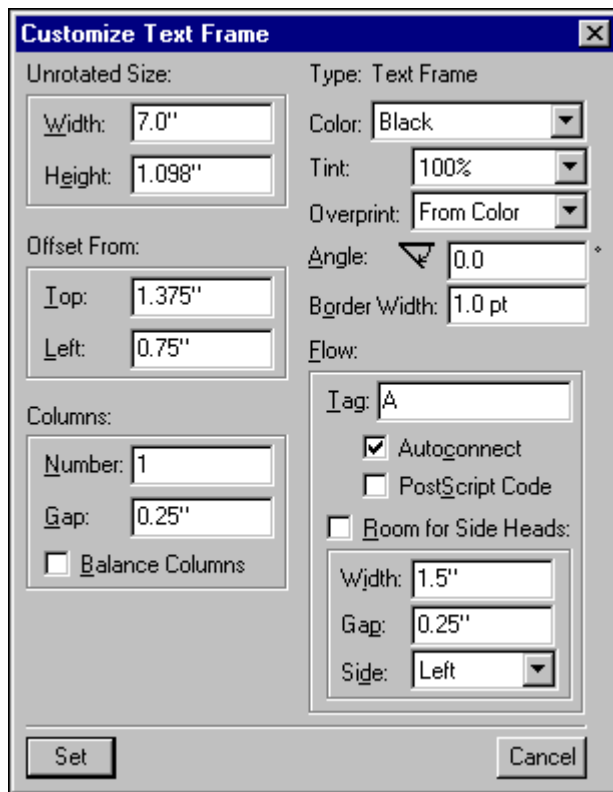 Customize Text Frame
Unrotated Size:
Width: 7.0"
Height: 1.098"
Offset From:
Top: 1.375"
Left: 0.75"
Columns:
Number: 1
Gap: 0.25"
Balance Columns
Type: Text Frame
Color: Black
Tint: 100%
Overprint: From Color
Angle: 0.0 °
Border Width: 1.0 pt
Flow:
Tag: A
Autoconnect
PostScript Code
Room for Side Heads:
Width: 1.5"
Gap: 0.25"
Side: Left
Set
Cancel